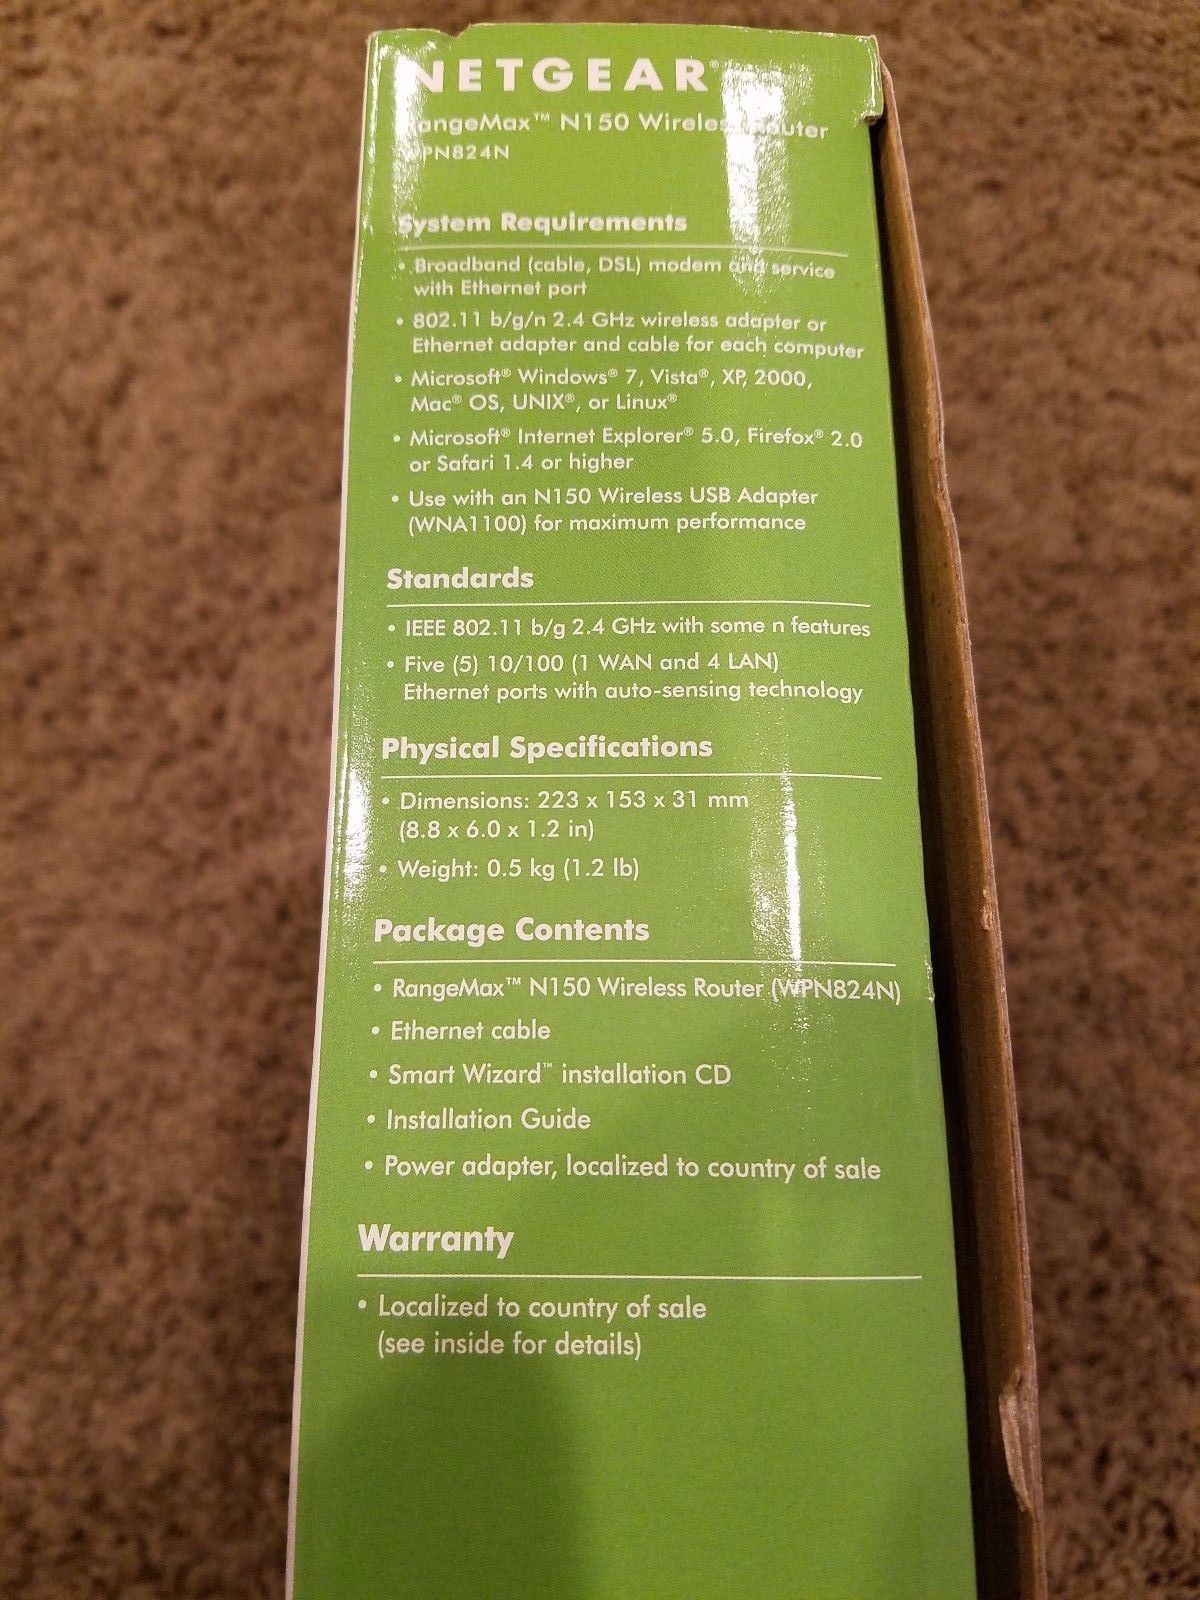 NETGEAR®
RangeMax™ N150 Wireless Router
WPN824N
System Requirements
• Broadband (cable, DSL) modem and service
with Ethernet port
• 802.11 b/g/n 2.4 GHz wireless adapter or
Ethernet adapter and cable for each computer
• Microsoft® Windows® 7, Vista®, XP, 2000,
Mac® OS, UNIX®, or Linux®
• Microsoft® Internet Explorer® 5.0, Firefox® 2.0
or Safari 1.4 or higher
• Use with an N150 Wireless USB Adapter
(WNA1100) for maximum performance
Standards
• IEEE 802.11 b/g 2.4 GHz with some n features
• Five (5) 10/100 (1 WAN and 4 LAN)
Ethernet ports with auto-sensing technology
Physical Specifications
• Dimensions: 223 x 153 x 31 mm
(8.8 x 6.0 x 1.2 in)
• Weight: 0.5 kg (1.2 lb)
Package Contents
• RangeMax™ N150 Wireless Router (WPN824N)
• Ethernet cable
• Smart Wizard™ installation CD
• Installation Guide
• Power adapter, localized to country of sale
Warranty
• Localized to country of sale
(see inside for details)